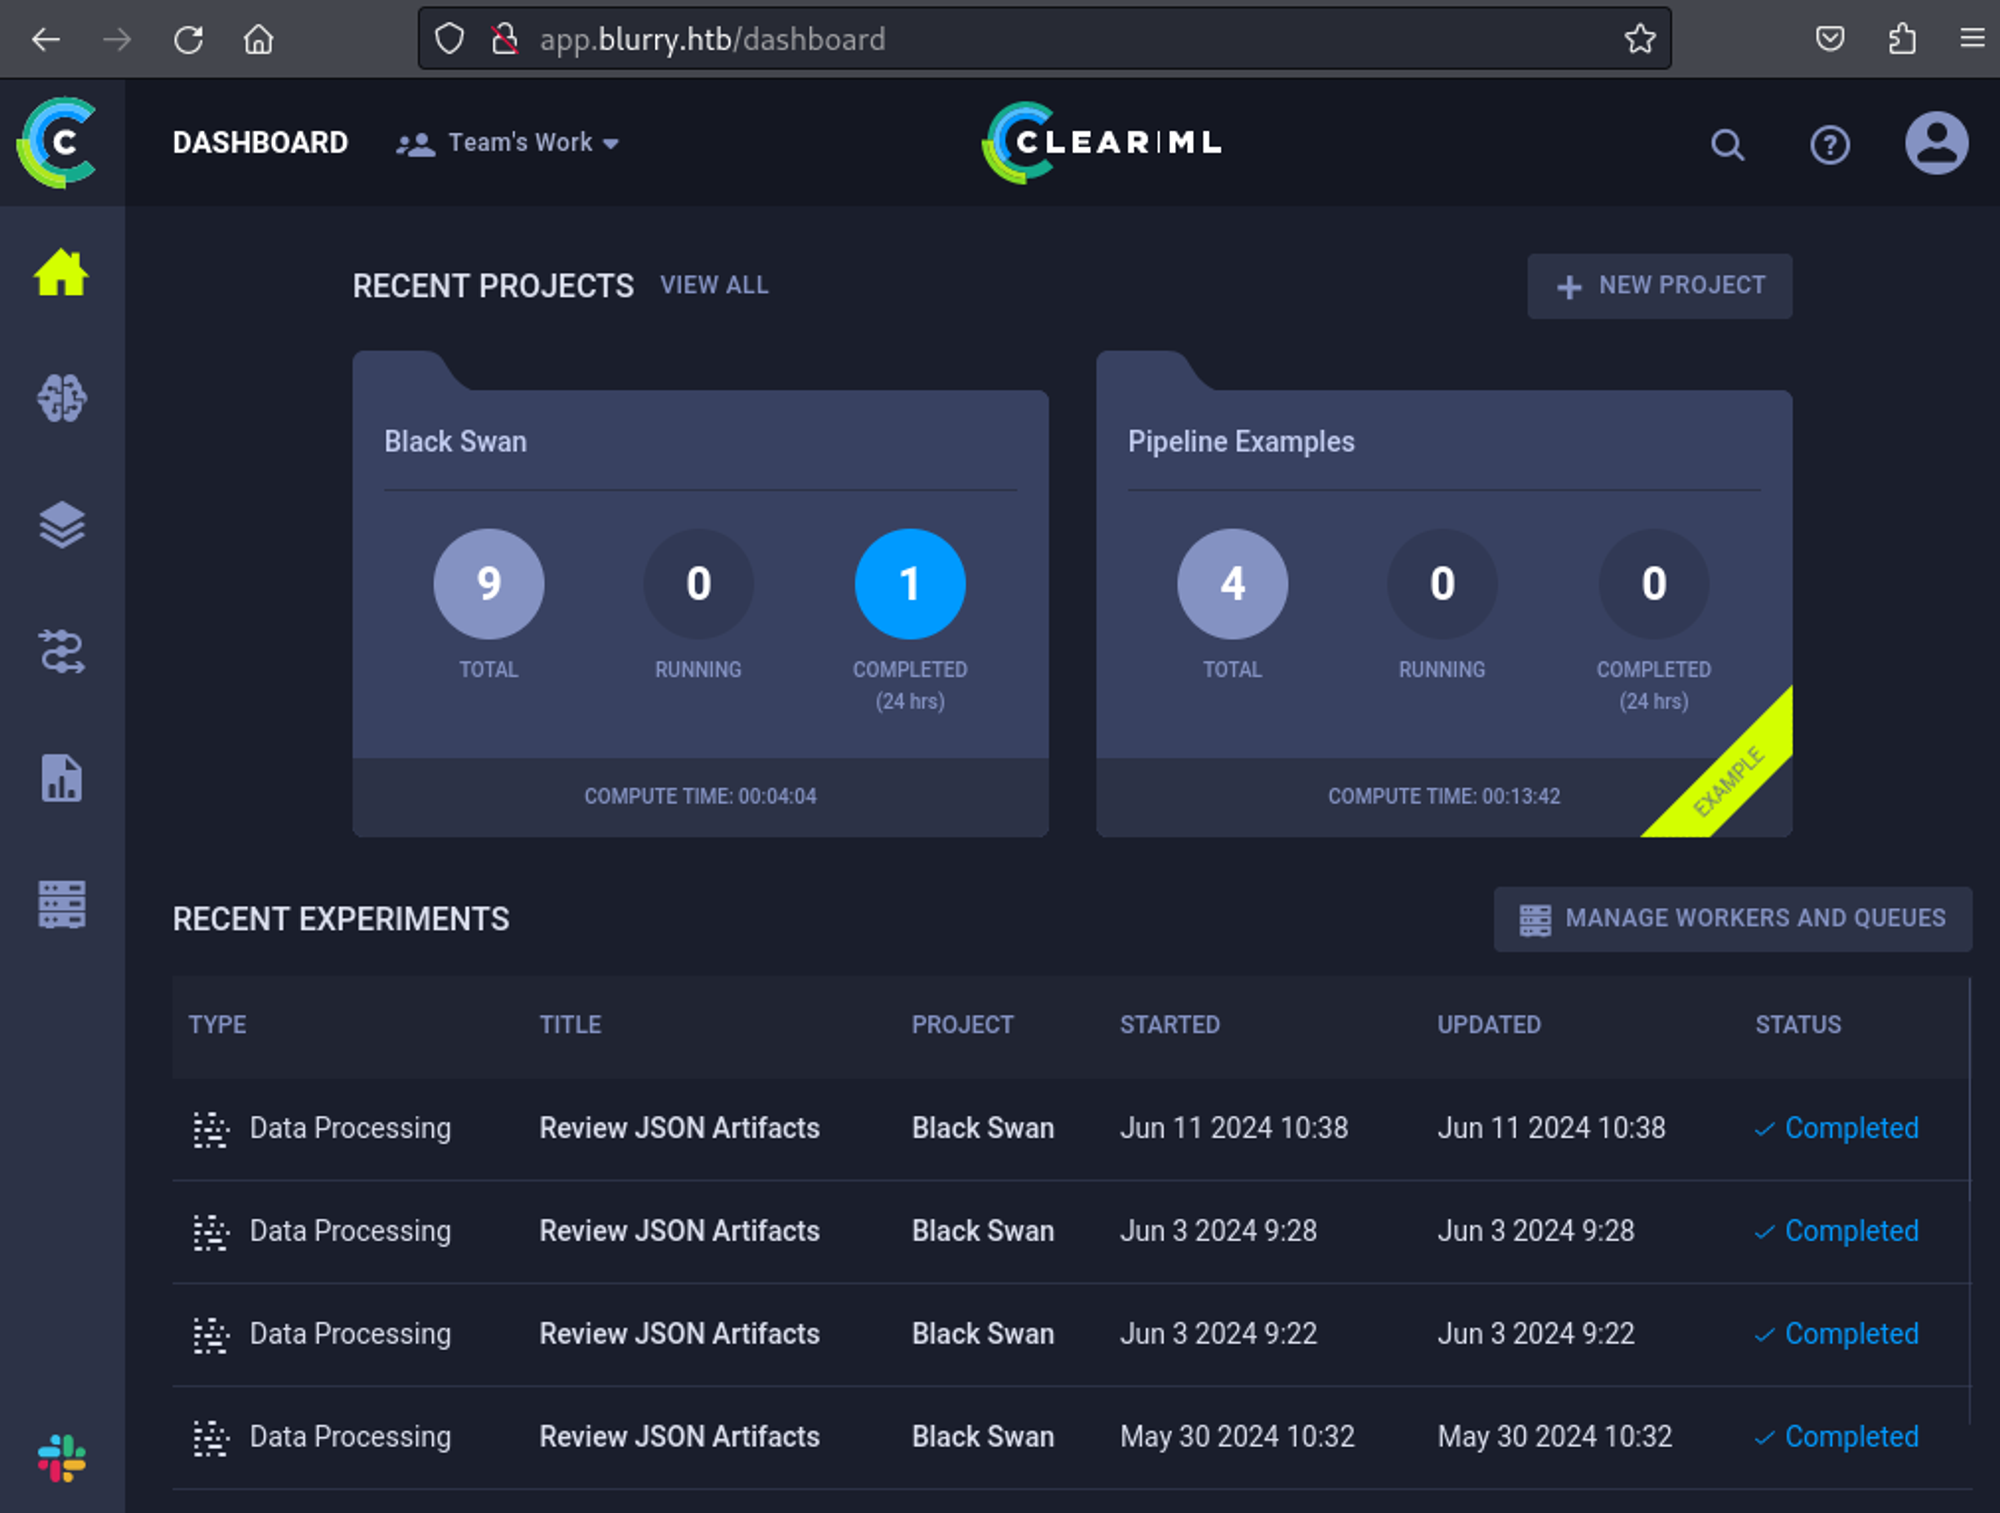 app.blurry.htb/dashboard
C DASHBOARD Team's Work CLEAR|ML ?
RECENT PROJECTS VIEW ALL + NEW PROJECT
Black Swan
9 0 1
TOTAL RUNNING COMPLETED
(24 hrs)
COMPUTE TIME: 00:04:04
Pipeline Examples
4 0 0
TOTAL RUNNING COMPLETED
(24 hrs)
COMPUTE TIME: 00:13:42
EXAMPLE
RECENT EXPERIMENTS MANAGE WORKERS AND QUEUES
TYPE TITLE PROJECT STARTED UPDATED STATUS
Data Processing Review JSON Artifacts Black Swan Jun 11 2024 10:38 Jun 11 2024 10:38 Completed
Data Processing Review JSON Artifacts Black Swan Jun 3 2024 9:28 Jun 3 2024 9:28 Completed
Data Processing Review JSON Artifacts Black Swan Jun 3 2024 9:22 Jun 3 2024 9:22 Completed
Data Processing Review JSON Artifacts Black Swan May 30 2024 10:32 May 30 2024 10:32 Completed